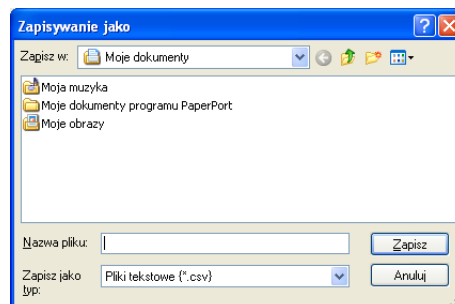 Zapisywanie jako
Zapisz w: Moje dokumenty
Moja muzyka
Moje dokumenty programu PaperPort
Moje obrazy
Nazwa pliku: Zapisz
Zapisz jako typ: Pliki tekstowe {*.csv} Anuluj